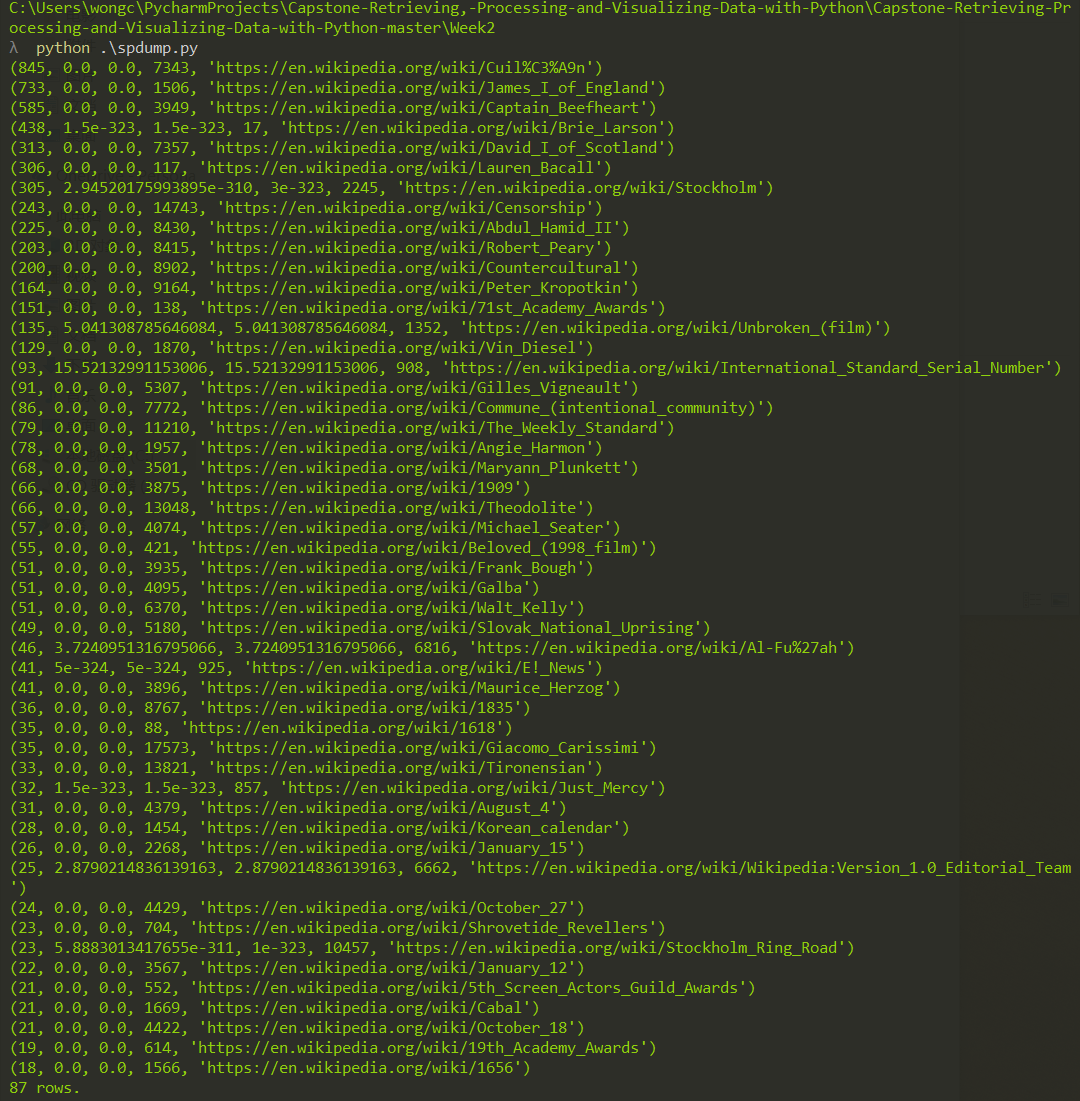 C:\Users\wongc\PycharmProjects\Capstone-Retrieving,-Processing-and-Visualizing-Data-with-Python\Capstone-Retrieving-Pr
ocessing-and-Visualizing-Data-with-Python-master\Week2
λ  python .\spdump.py
(845, 0.0, 0.0, 7343, 'https://en.wikipedia.org/wiki/Cuil%C3%A9n')
(733, 0.0, 0.0, 1506, 'https://en.wikipedia.org/wiki/James_I_of_England')
(585, 0.0, 0.0, 3949, 'https://en.wikipedia.org/wiki/Captain_Beefheart')
(438, 1.5e-323, 1.5e-323, 17, 'https://en.wikipedia.org/wiki/Brie_Larson')
(313, 0.0, 0.0, 7357, 'https://en.wikipedia.org/wiki/David_I_of_Scotland')
(306, 0.0, 0.0, 117, 'https://en.wikipedia.org/wiki/Lauren_Bacall')
(305, 2.94520175993895e-310, 3e-323, 2245, 'https://en.wikipedia.org/wiki/Stockholm')
(243, 0.0, 0.0, 14743, 'https://en.wikipedia.org/wiki/Censorship')
(225, 0.0, 0.0, 8430, 'https://en.wikipedia.org/wiki/Abdul_Hamid_II')
(203, 0.0, 0.0, 8415, 'https://en.wikipedia.org/wiki/Robert_Peary')
(200, 0.0, 0.0, 8902, 'https://en.wikipedia.org/wiki/Countercultural')
(164, 0.0, 0.0, 9164, 'https://en.wikipedia.org/wiki/Peter_Kropotkin')
(151, 0.0, 0.0, 138, 'https://en.wikipedia.org/wiki/71st_Academy_Awards')
(135, 5.041308785646084, 5.041308785646084, 1352, 'https://en.wikipedia.org/wiki/Unbroken_(film)')
(129, 0.0, 0.0, 1870, 'https://en.wikipedia.org/wiki/Vin_Diesel')
(93, 15.52132991153006, 15.52132991153006, 908, 'https://en.wikipedia.org/wiki/International_Standard_Serial_Number')
(91, 0.0, 0.0, 5307, 'https://en.wikipedia.org/wiki/Gilles_Vigneault')
(86, 0.0, 0.0, 7772, 'https://en.wikipedia.org/wiki/Commune_(intentional_community)')
(79, 0.0, 0.0, 11210, 'https://en.wikipedia.org/wiki/The_Weekly_Standard')
(78, 0.0, 0.0, 1957, 'https://en.wikipedia.org/wiki/Angie_Harmon')
(68, 0.0, 0.0, 3501, 'https://en.wikipedia.org/wiki/Maryann_Plunkett')
(66, 0.0, 0.0, 3875, 'https://en.wikipedia.org/wiki/1909')
(66, 0.0, 0.0, 13048, 'https://en.wikipedia.org/wiki/Theodolite')
(57, 0.0, 0.0, 4074, 'https://en.wikipedia.org/wiki/Michael_Seater')
(55, 0.0, 0.0, 421, 'https://en.wikipedia.org/wiki/Beloved_(1998_film)')
(51, 0.0, 0.0, 3935, 'https://en.wikipedia.org/wiki/Frank_Bough')
(51, 0.0, 0.0, 4095, 'https://en.wikipedia.org/wiki/Galba')
(51, 0.0, 0.0, 6370, 'https://en.wikipedia.org/wiki/Walt_Kelly')
(49, 0.0, 0.0, 5180, 'https://en.wikipedia.org/wiki/Slovak_National_Uprising')
(46, 3.7240951316795066, 3.7240951316795066, 6816, 'https://en.wikipedia.org/wiki/Al-Fu%27ah')
(41, 5e-324, 5e-324, 925, 'https://en.wikipedia.org/wiki/E!_News')
(41, 0.0, 0.0, 3896, 'https://en.wikipedia.org/wiki/Maurice_Herzog')
(36, 0.0, 0.0, 8767, 'https://en.wikipedia.org/wiki/1835')
(35, 0.0, 0.0, 88, 'https://en.wikipedia.org/wiki/1618')
(35, 0.0, 0.0, 17573, 'https://en.wikipedia.org/wiki/Giacomo_Carissimi')
(33, 0.0, 0.0, 13821, 'https://en.wikipedia.org/wiki/Tironensian')
(32, 1.5e-323, 1.5e-323, 857, 'https://en.wikipedia.org/wiki/Just_Mercy')
(31, 0.0, 0.0, 4379, 'https://en.wikipedia.org/wiki/August_4')
(28, 0.0, 0.0, 1454, 'https://en.wikipedia.org/wiki/Korean_calendar')
(26, 0.0, 0.0, 2268, 'https://en.wikipedia.org/wiki/January_15')
(25, 2.8790214836139163, 2.8790214836139163, 6662, 'https://en.wikipedia.org/wiki/Wikipedia:Version_1.0_Editorial_Team
')
(24, 0.0, 0.0, 4429, 'https://en.wikipedia.org/wiki/October_27')
(23, 0.0, 0.0, 704, 'https://en.wikipedia.org/wiki/Shrovetide_Revellers')
(23, 5.8883013417655e-311, 1e-323, 10457, 'https://en.wikipedia.org/wiki/Stockholm_Ring_Road')
(22, 0.0, 0.0, 3567, 'https://en.wikipedia.org/wiki/January_12')
(21, 0.0, 0.0, 552, 'https://en.wikipedia.org/wiki/5th_Screen_Actors_Guild_Awards')
(21, 0.0, 0.0, 1669, 'https://en.wikipedia.org/wiki/Cabal')
(21, 0.0, 0.0, 4422, 'https://en.wikipedia.org/wiki/October_18')
(19, 0.0, 0.0, 614, 'https://en.wikipedia.org/wiki/19th_Academy_Awards')
(18, 0.0, 0.0, 1566, 'https://en.wikipedia.org/wiki/1656')
87 rows.